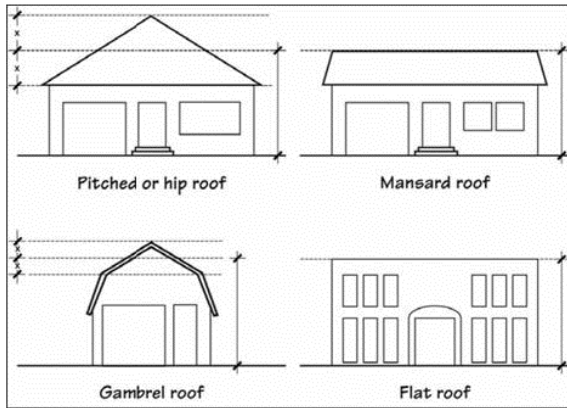 x
x
Pitched or hip roof
Mansard roof
x
x
Gambrel roof
Flat roof